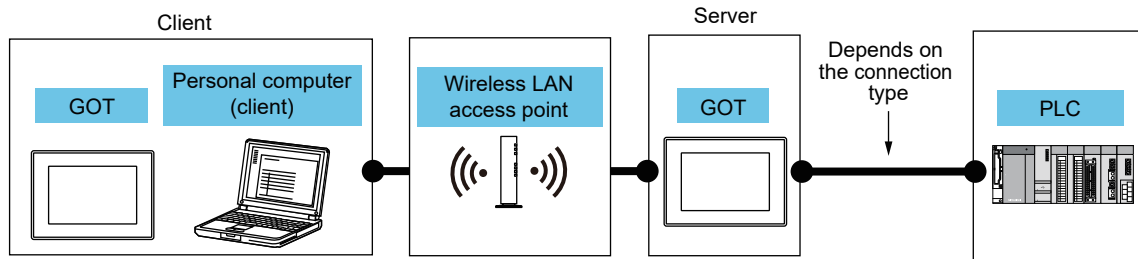 Client
Server
GOT
Personal computer
(client)
Wireless LAN
access point
GOT
Depends on
the connection
type
PLC